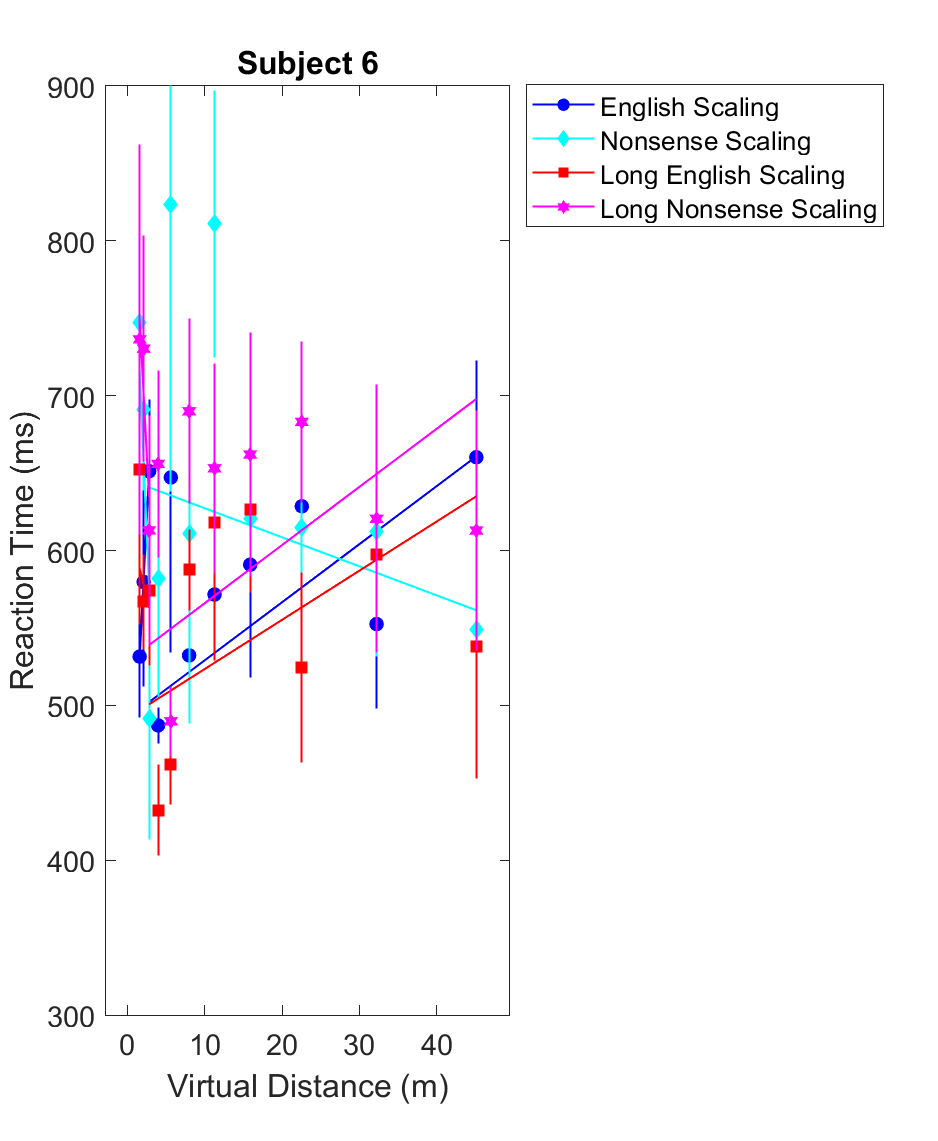 Subject 6
900
800
700
600
500
400
300
0 10 20 30 40
Reaction Time (ms)
Virtual Distance (m)
English Scaling
Nonsense Scaling
Long English Scaling
Long Nonsense Scaling